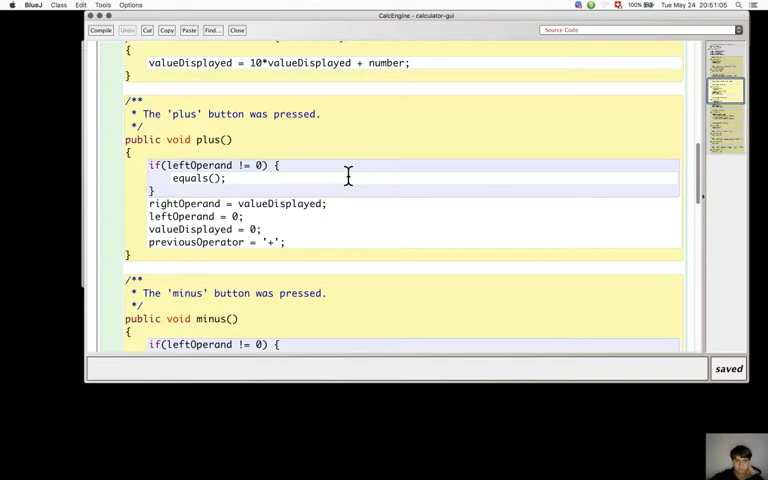 BlueJ Class Edit Tools Options 100% Tue May 24 20:51:05
CalcEngine - calculator-gui
Compile Undo Cut Copy Paste Find... Close Source Code
{
valueDisplayed = 10*valueDisplayed + number;
}
/**
* The 'plus' button was pressed.
*/
public void plus()
{
if(leftOperand != 0) {
equals();
}
rightOperand = valueDisplayed;
leftOperand = 0;
valueDisplayed = 0;
previousOperator = '+';
}
/**
* The 'minus' button was pressed.
*/
public void minus()
{
if(leftOperand != 0) {
saved